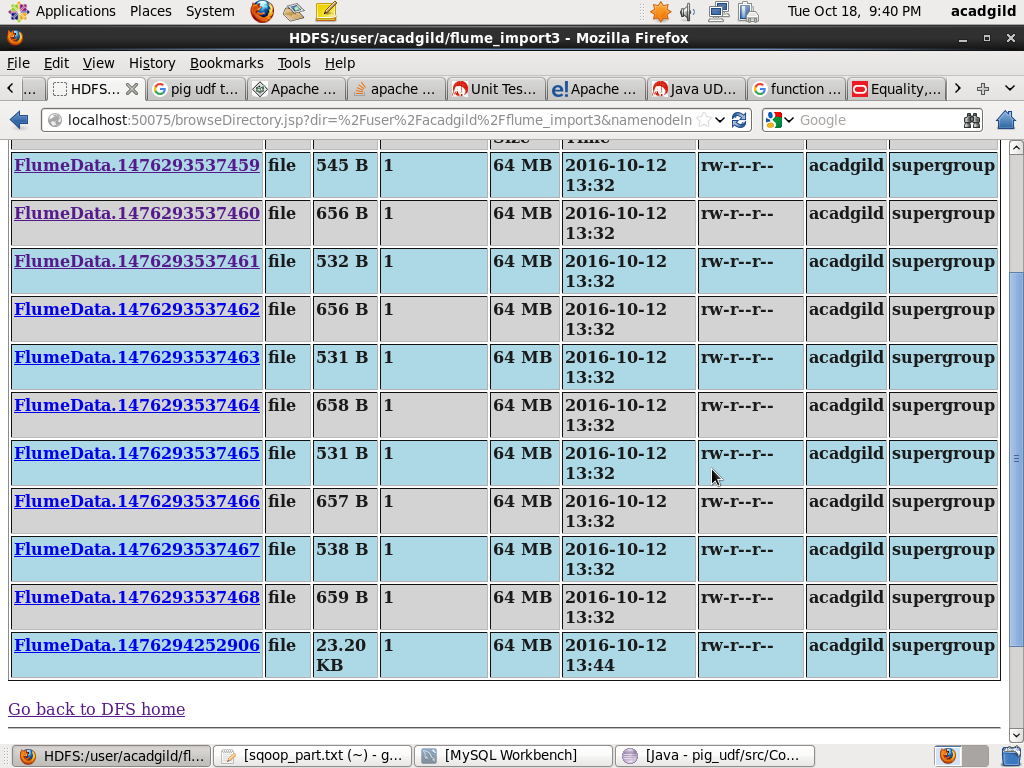 Applications Places System Tue Oct 18, 9:40 PM acadgild
HDFS:/user/acadgild/flume_import3 - Mozilla Firefox
File Edit View History Bookmarks Tools Help
... HDFS... pig udf t... Apache ... apache ... Unit Tes... Apache ... Java UD... function ... Equality,...
localhost:50075/browseDirectory.jsp?dir=%2Fuser%2Facadgild%2Fflume_import3&namenodeIn Google
Size Time
FlumeData.1476293537459 file 545 B 1 64 MB 2016-10-12 rw-r--r-- acadgild supergroup
13:32
FlumeData.1476293537460 file 656 B 1 64 MB 2016-10-12 rw-r--r-- acadgild supergroup
13:32
FlumeData.1476293537461 file 532 B 1 64 MB 2016-10-12 rw-r--r-- acadgild supergroup
13:32
FlumeData.1476293537462 file 656 B 1 64 MB 2016-10-12 rw-r--r-- acadgild supergroup
13:32
FlumeData.1476293537463 file 531 B 1 64 MB 2016-10-12 rw-r--r-- acadgild supergroup
13:32
FlumeData.1476293537464 file 658 B 1 64 MB 2016-10-12 rw-r--r-- acadgild supergroup
13:32
FlumeData.1476293537465 file 531 B 1 64 MB 2016-10-12 rw-r--r-- acadgild supergroup
13:32
FlumeData.1476293537466 file 657 B 1 64 MB 2016-10-12 rw-r--r-- acadgild supergroup
13:32
FlumeData.1476293537467 file 538 B 1 64 MB 2016-10-12 rw-r--r-- acadgild supergroup
13:32
FlumeData.1476293537468 file 659 B 1 64 MB 2016-10-12 rw-r--r-- acadgild supergroup
13:32
FlumeData.1476294252906 file 23.20 1 64 MB 2016-10-12 rw-r--r-- acadgild supergroup
KB 13:44
Go back to DFS home
HDFS:/user/acadgild/fl... [sqoop_part.txt (~) - g... [MySQL Workbench] [Java - pig_udf/src/Co...